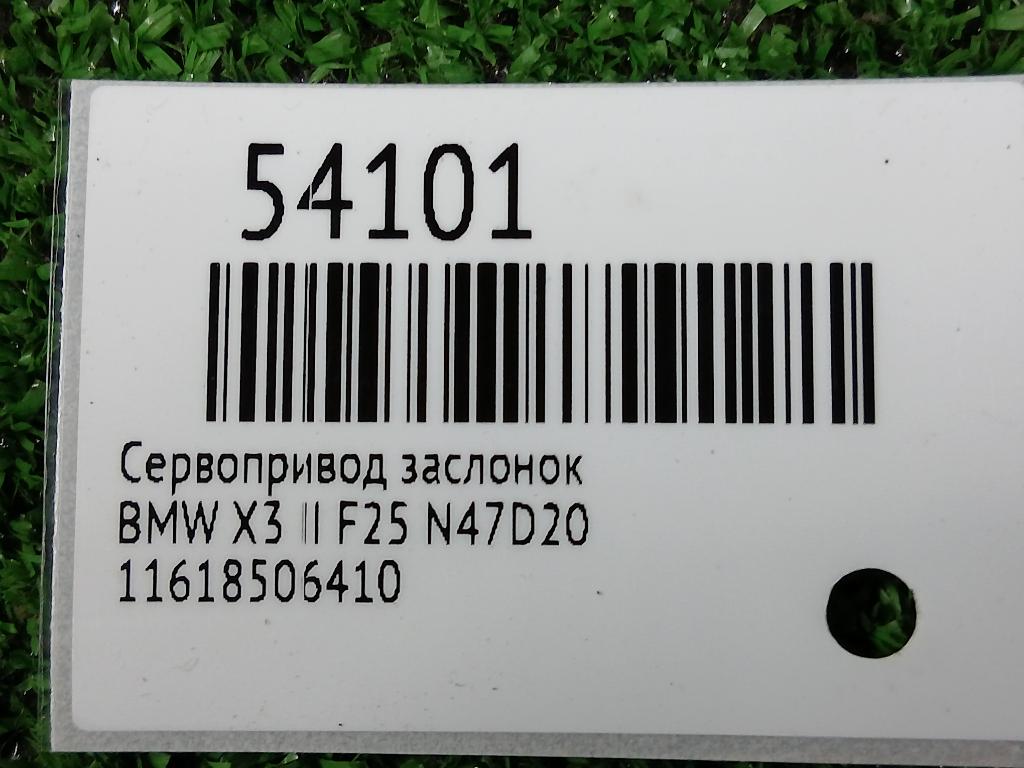 54101
Сервопривод заслонок
BMW X3 II F25 N47D20
11618506410